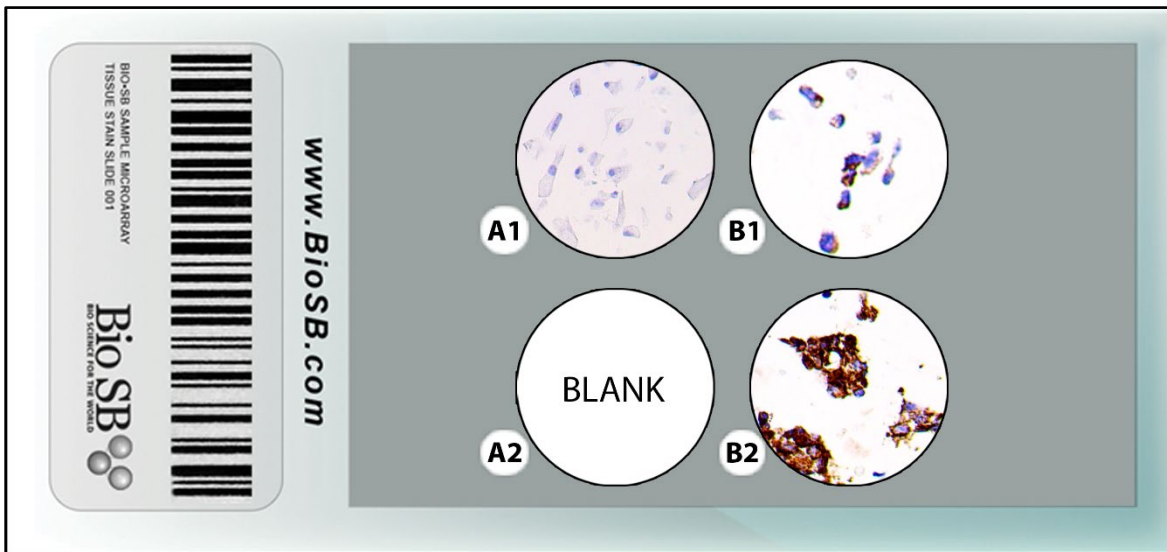 BIO•SB SAMPLE MICROARRAY
TISSUE STAIN SLIDE 001
Bio SB
BIO SCIENCE FOR THE WORLD
www.BioSB.com
A1
B1
A2
BLANK
B2